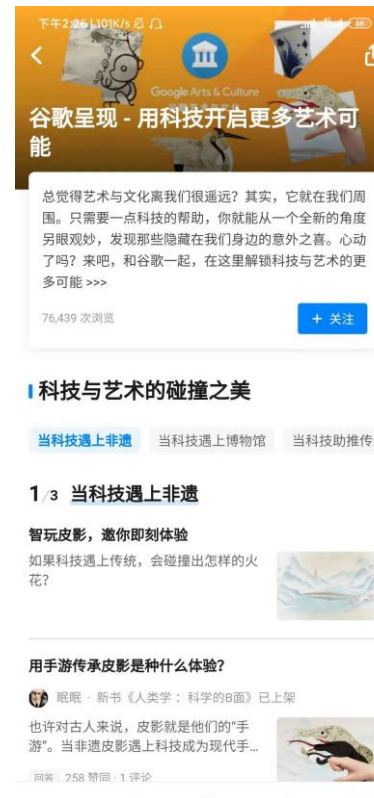 下午2:26 101K/s
66
Google Arts & Culture
谷歌呈现 - 用科技开启更多艺术可
能
总觉得艺术与文化离我们很遥远？其实，它就在我们周
围。只需要一点科技的帮助，你就能从一个全新的角度
另眼观妙，发现那些隐藏在我们身边的意外之喜。心动
了吗？来吧，和谷歌一起，在这里解锁科技与艺术的更
多可能 >>>
76,439 次浏览
+ 关注
科技与艺术的碰撞之美
当科技遇上非遗 当科技遇上博物馆 当科技助推传
1/3 当科技遇上非遗
智玩皮影，邀你即刻体验
如果科技遇上传统，会碰撞出怎样的火
花？
用手游传承皮影是种什么体验？
眠眠 · 新书《人类学：科学的B面》已上架
也许对古人来说，皮影就是他们的“手
游”。当非遗皮影遇上科技成为现代手...
回答 258 赞同 · 1 评论